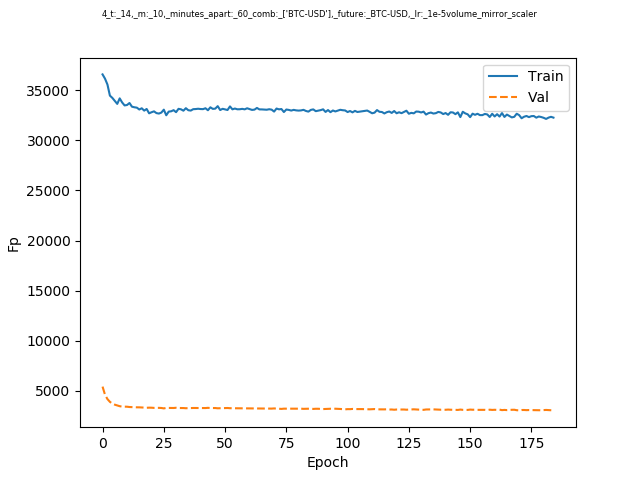 4_t:_14,_m:_10,_minutes_apart:_60_comb:_['BTC-USD'],_future:_BTC-USD,_lr:_1e-5volume_mirror_scaler
Train
Val
35000
30000
25000
20000
15000
10000
5000
Fp
0 25 50 75 100 125 150 175
Epoch